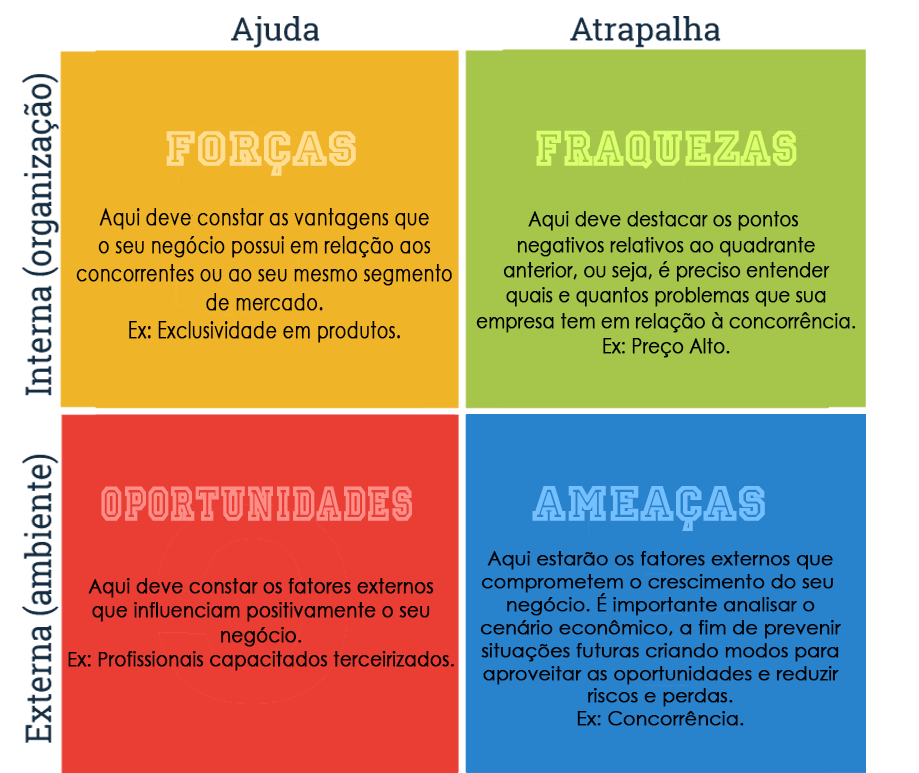 Ajuda
Atrapalha
Interna (organização)
FORÇAS
Aqui deve constar as vantagens que
o seu negócio possui em relação aos
concorrentes ou ao seu mesmo segmento
de mercado.
Ex: Exclusividade em produtos.
FRAQUEZAS
Aqui deve destacar os pontos
negativos relativos ao quadrante
anterior, ou seja, é preciso entender
quais e quantos problemas que sua
empresa tem em relação à concorrência.
Ex: Preço Alto.
Externa (ambiente)
OPORTUNIDADES
Aqui deve constar os fatores externos
que influenciam positivamente o seu
negócio.
Ex: Profissionais capacitados terceirizados.
AMEAÇAS
Aqui estarão os fatores externos que
comprometem o crescimento do seu
negócio. É importante analisar o
cenário econômico, a fim de prevenir
situações futuras criando modos para
aproveitar as oportunidades e reduzir
riscos e perdas.
Ex: Concorrência.